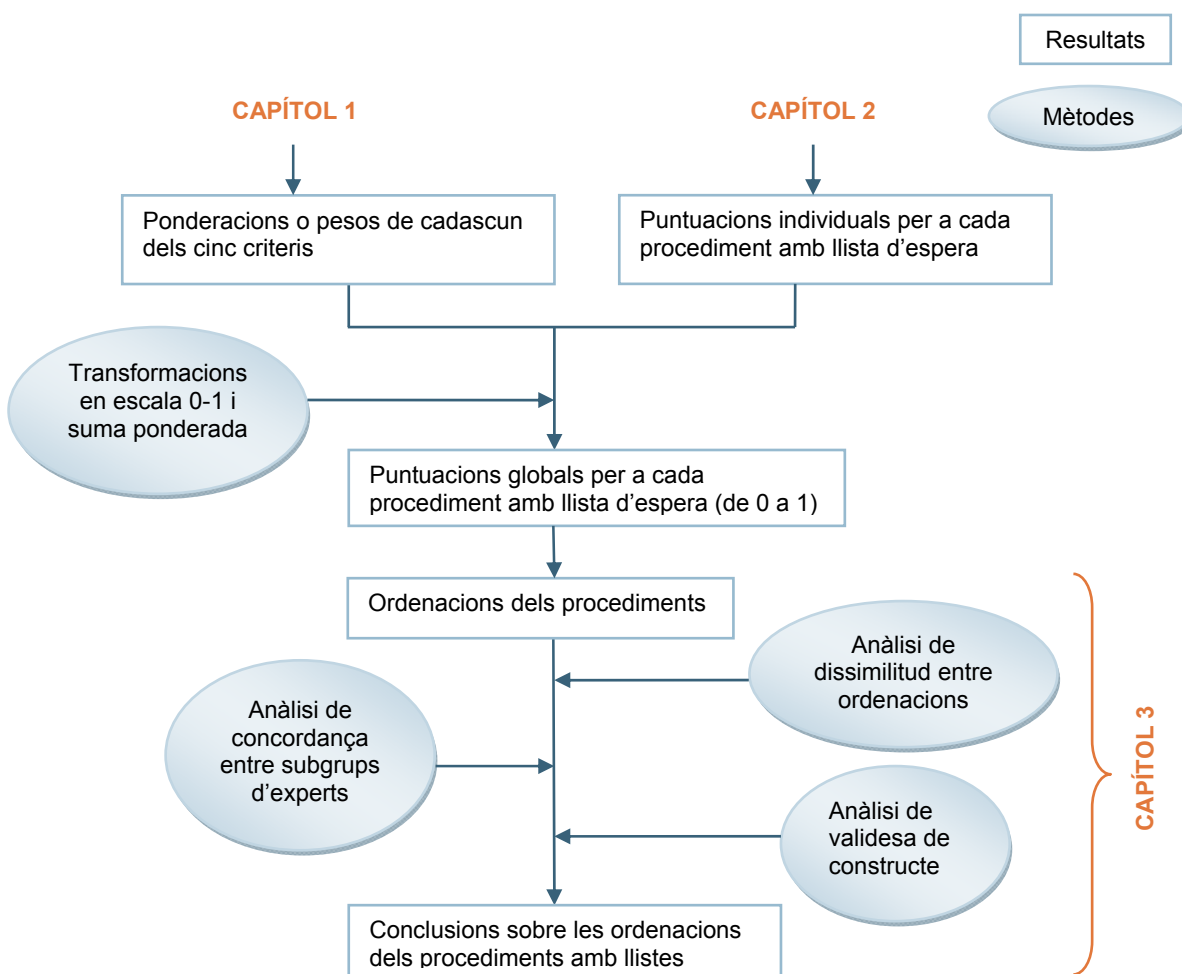 Resultats
Mètodes
CAPÍTOL 1
CAPÍTOL 2
Ponderacions o pesos de cadascun
dels cinc criteris
Puntuacions individuals per a cada
procediment amb llista d’espera
Transformacions
en escala 0-1 i
suma ponderada
Puntuacions globals per a cada
procediment amb llista d’espera (de 0 a 1)
Ordenacions dels procediments
Anàlisi de
dissimilitud entre
ordenacions
Anàlisi de
concordança
entre subgrups
d’experts
Anàlisi de
validesa de
constructe
CAPÍTOL 3
Conclusions sobre les ordenacions
dels procediments amb llistes